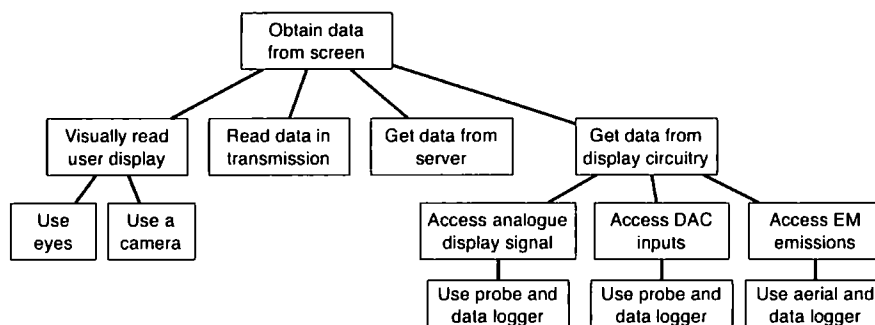 Obtain data
from screen
Visually read
user display
Read data in
transmission
Get data from
server
Get data from
display circuitry
Use
eyes
Use a
camera
Access analogue
display signal
Access DAC
inputs
Access EM
emissions
Use probe and
data logger
Use probe and
data logger
Use aerial and
data logger